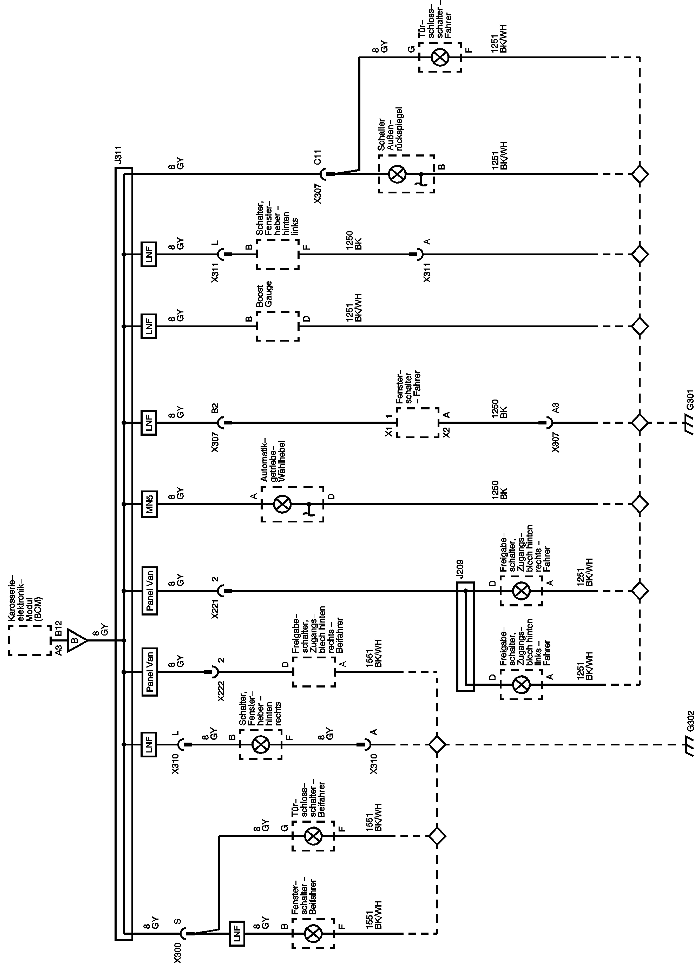 Karosserie–
elektronik–
Modul
(BCM)
A3
B12
B
8
GY
J311
X300
S
8
GY
LNF
8
GY
B
Fenster–
schalter –
Beifahrer
F
1551
BK/WH
8
GY
G
Tür–
schloss–
schalter –
Beifahrer
F
1551
BK/WH
LNF
8
GY
X310
L
8
GY
B
Schalter,
Fenster–
heber –
hinten
rechts
F
8
GY
X310
A
G302
Panel Van
8
GY
X222
2
D
Freigabe–
schalter,
Zugangs
blech hinten
rechts –
Beifahrer
A
1551
BK/WH
Panel Van
8
GY
X221
2
J209
D
Freigabe
schalter,
Zugangs–
blech hinten
links –
Fahrer
A
1251
BK/WH
D
Freigabe
schalter,
Zugangs–
blech hinten
rechts –
Fahrer
A
1251
BK/WH
MN5
8
GY
A
Automatik–
getriebe–
Wählhebel
D
1250
BK
LNF
8
GY
X307
B2
X1
1
Fenster–
schalter
– Fahrer
X2
A
1250
BK
X307
A3
G301
LNF
8
GY
B
Boost
Gauge
D
1251
BK/WH
LNF
8
GY
X311
L
B
Schalter,
Fenster–
heber –
hinten
links
F
1250
BK
X311
A
8
GY
X307
C11
Schalter
Außen–
rückspiegel
B
1251
BK/WH
8
GY
G
Tür–
schloss–
schalter –
Fahrer
F
1251
BK/WH